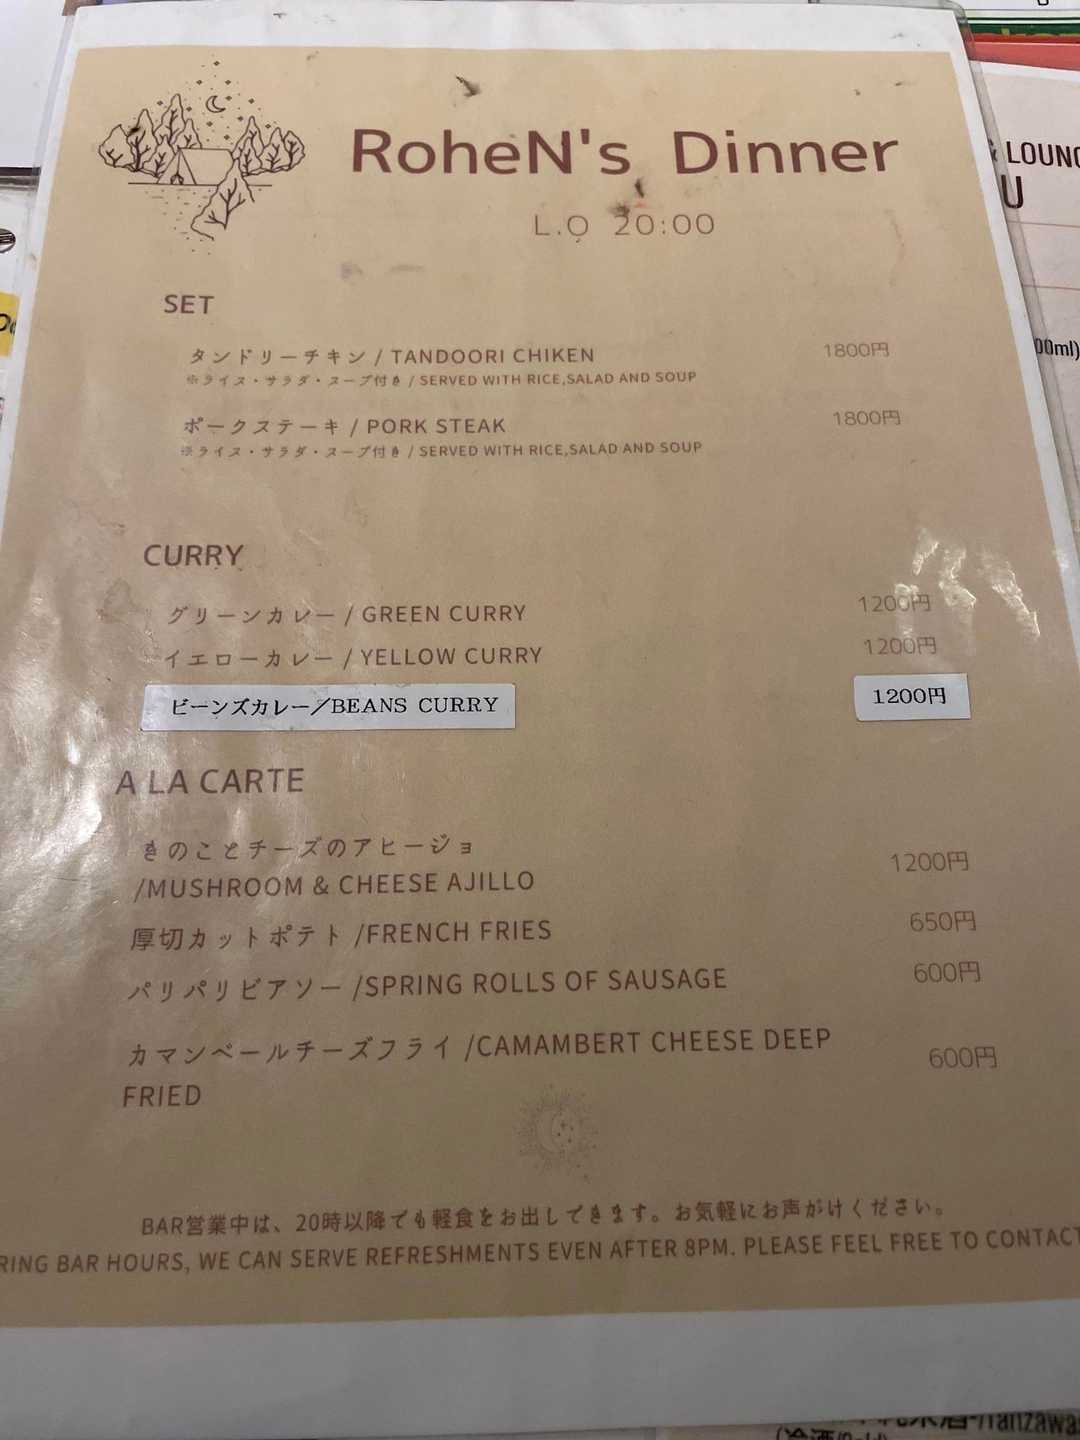 RoheN's Dinner
L.O 20:00
SET
タンドリーチキン / TANDOORI CHIKEN 1800円
※ライス・サラダ・スープ付き / SERVED WITH RICE,SALAD AND SOUP
ポークステーキ / PORK STEAK 1800円
※ライス・サラダ・スープ付き / SERVED WITH RICE,SALAD AND SOUP
CURRY
グリーンカレー / GREEN CURRY 1200円
イエローカレー / YELLOW CURRY 1200円
ビーンズカレー／BEANS CURRY 1200円
A LA CARTE
きのことチーズのアヒージョ
/MUSHROOM & CHEESE AJILLO 1200円
厚切カットポテト /FRENCH FRIES 650円
パリパリビアソー /SPRING ROLLS OF SAUSAGE 600円
カマンベールチーズフライ /CAMAMBERT CHEESE DEEP
FRIED 600円
BAR営業中は、20時以降でも軽食をお出しできます。お気軽にお声がけください。
RING BAR HOURS, WE CAN SERVE REFRESHMENTS EVEN AFTER 8PM. PLEASE FEEL FREE TO CONTACT
LOUNG
U
00ml)